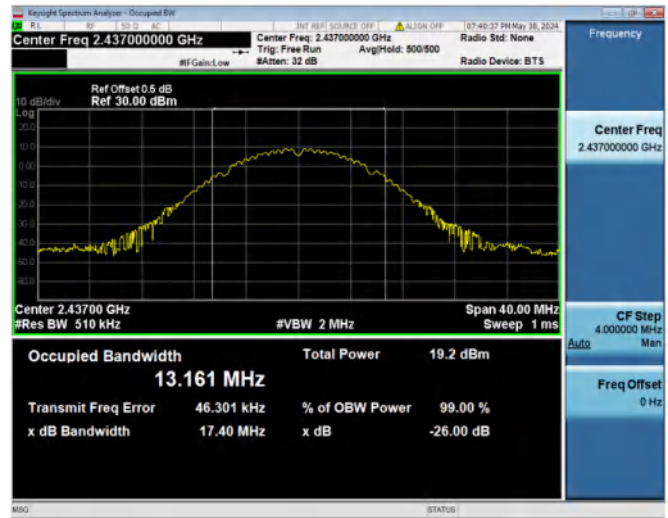 Keysight Spectrum Analyzer - Occupied BW
RL RF 50 Ω AC INT REF SOURCE OFF ALIGN OFF 07:40:37 PM May 30, 2024
Center Freq 2.437000000 GHz
Center Freq: 2.437000000 GHz Radio Std: None
Trig: Free Run Avg|Hold: 500/500
#IFGain:Low #Atten: 32 dB Radio Device: BTS
Frequency
Ref Offset 0.5 dB
10 dB/div Ref 30.00 dBm
Log
20.0
10.0
0.00
-10.0
-20.0
-30.0
-40.0
-50.0
-60.0
Center Freq
2.437000000 GHz
Center 2.43700 GHz Span 40.00 MHz
#Res BW 510 kHz #VBW 2 MHz Sweep 1 ms
CF Step
4.000000 MHz
Auto Man
Occupied Bandwidth Total Power 19.2 dBm
13.161 MHz
Transmit Freq Error 46.301 kHz % of OBW Power 99.00 %
x dB Bandwidth 17.40 MHz x dB -26.00 dB
Freq Offset
0 Hz
MSG STATUS